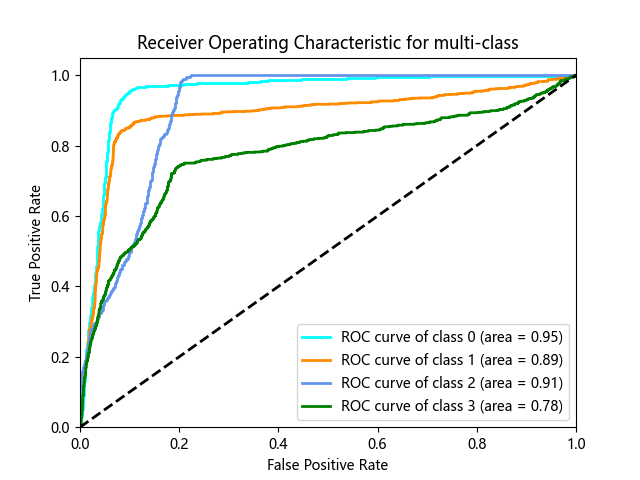 Receiver Operating Characteristic for multi-class
True Positive Rate
1.0
0.8
0.6
0.4
0.2
0.0
ROC curve of class 0 (area = 0.95)
ROC curve of class 1 (area = 0.89)
ROC curve of class 2 (area = 0.91)
ROC curve of class 3 (area = 0.78)
0.0 0.2 0.4 0.6 0.8 1.0
False Positive Rate